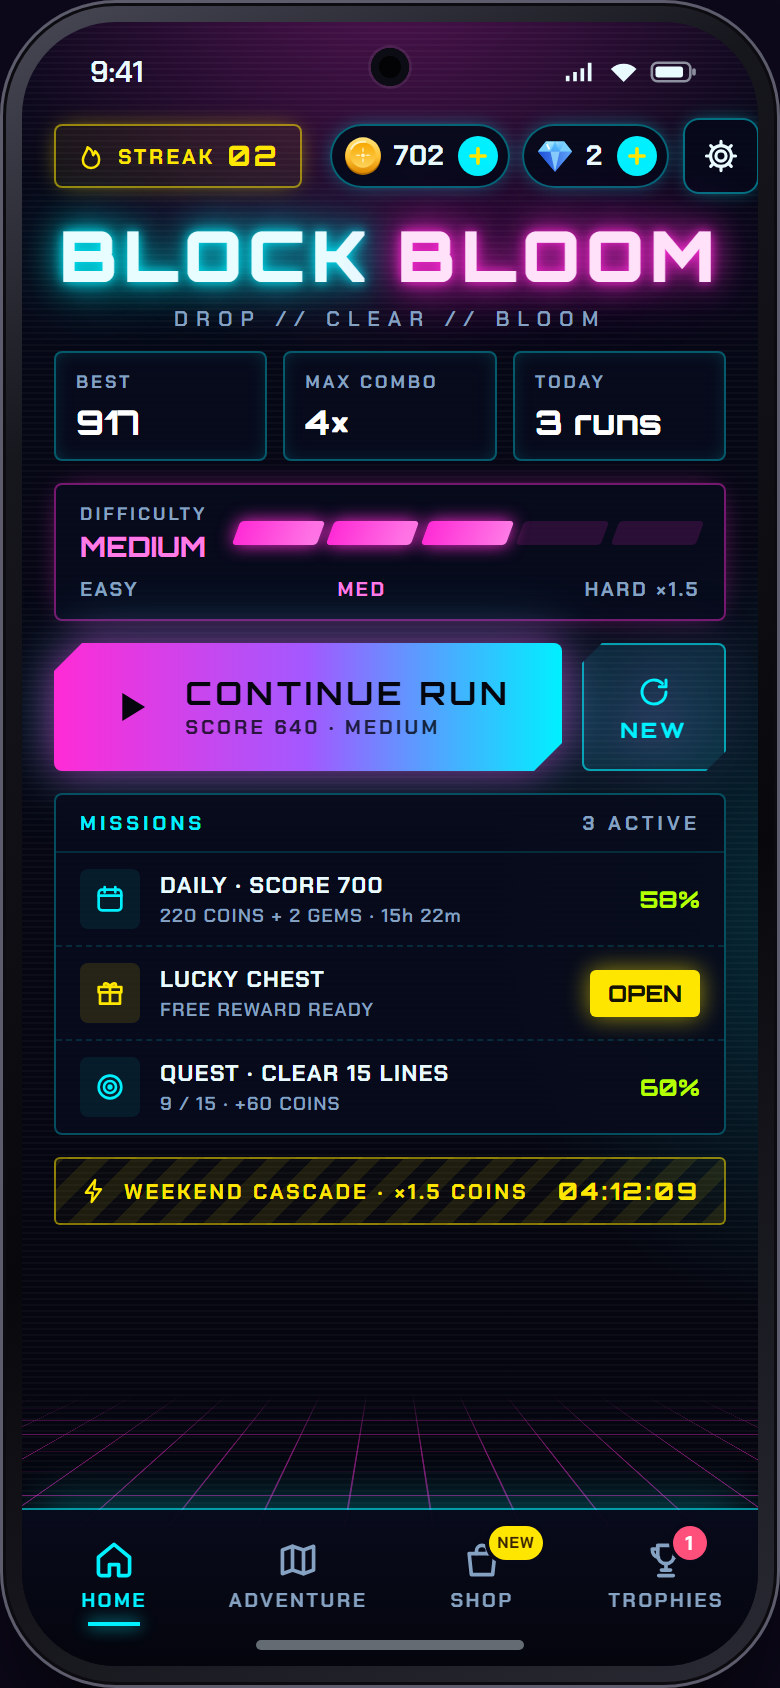 9:41
STREAK 02
702
2
BLOCK BLOOM
DROP // CLEAR // BLOOM
BEST
917
MAX COMBO
4x
TODAY
3 runs
DIFFICULTY
MEDIUM
EASY
MED
HARD ×1.5
CONTINUE RUN
SCORE 640 · MEDIUM
NEW
MISSIONS
3 ACTIVE
DAILY · SCORE 700
220 COINS + 2 GEMS · 15h 22m
58%
LUCKY CHEST
FREE REWARD READY
OPEN
QUEST · CLEAR 15 LINES
9 / 15 · +60 COINS
60%
WEEKEND CASCADE · ×1.5 COINS
04:12:09
HOME
ADVENTURE
NEW
SHOP
1
TROPHIES